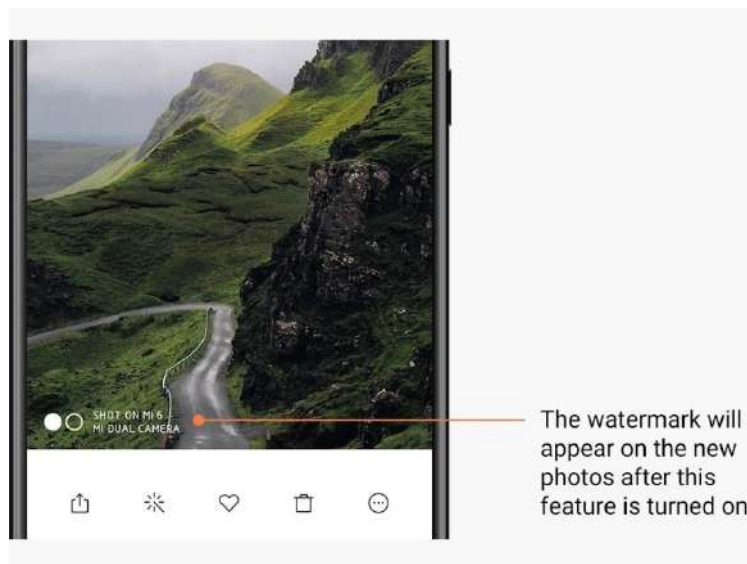 SHOT ON MI 6
MI DUAL CAMERA
The watermark will
appear on the new
photos after this
feature is turned on